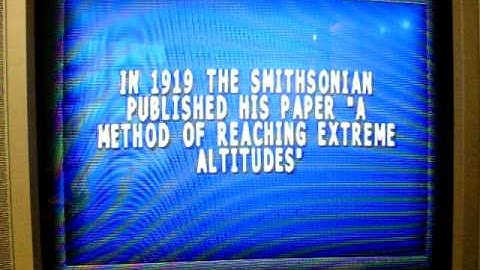 IN 1919 THE SMITHSONIAN
PUBLISHED HIS PAPER "A
METHOD OF REACHING EXTREME
ALTITUDES"